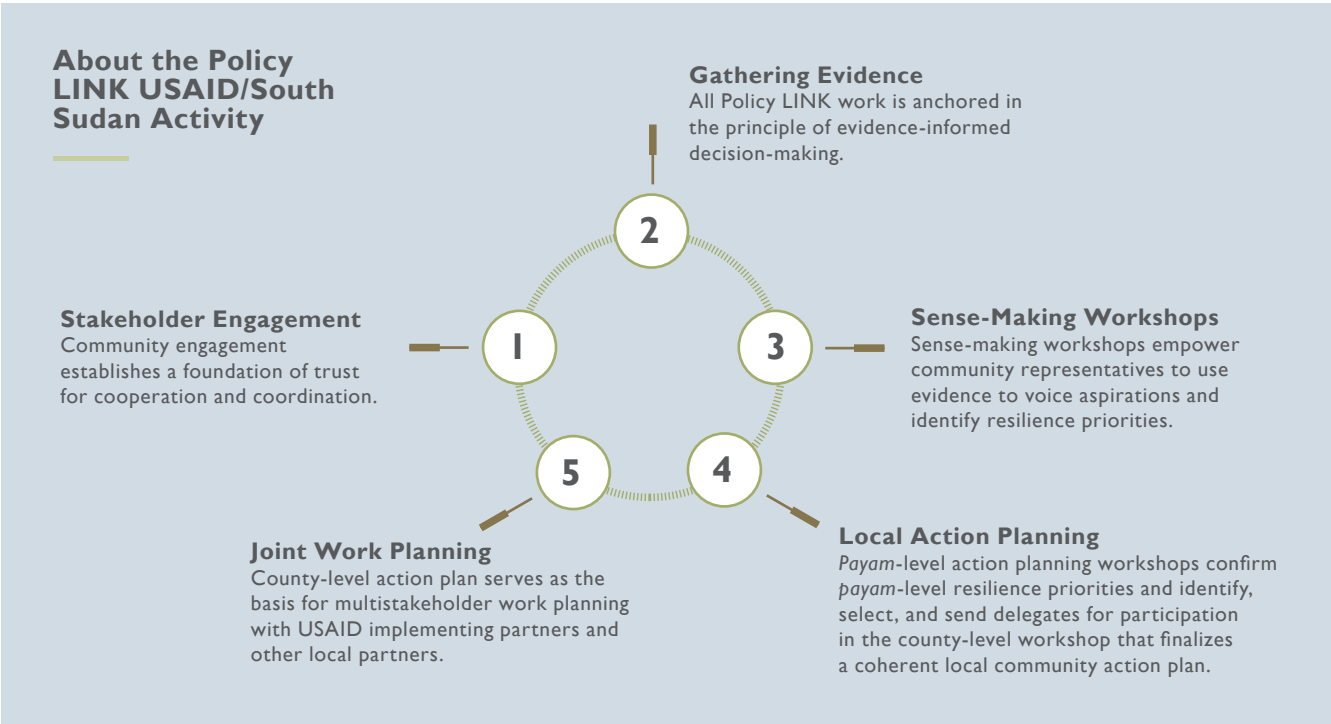 About the Policy
LINK USAID/South
Sudan Activity
Gathering Evidence
All Policy LINK work is anchored in
the principle of evidence-informed
decision-making.
2
Stakeholder Engagement
Community engagement
establishes a foundation of trust
for cooperation and coordination.
1
3
Sense-Making Workshops
Sense-making workshops empower
community representatives to use
evidence to voice aspirations and
identify resilience priorities.
5
4
Joint Work Planning
County-level action plan serves as the
basis for multistakeholder work planning
with USAID implementing partners and
other local partners.
Local Action Planning
Payam-level action planning workshops confirm
payam-level resilience priorities and identify,
select, and send delegates for participation
in the county-level workshop that finalizes
a coherent local community action plan.